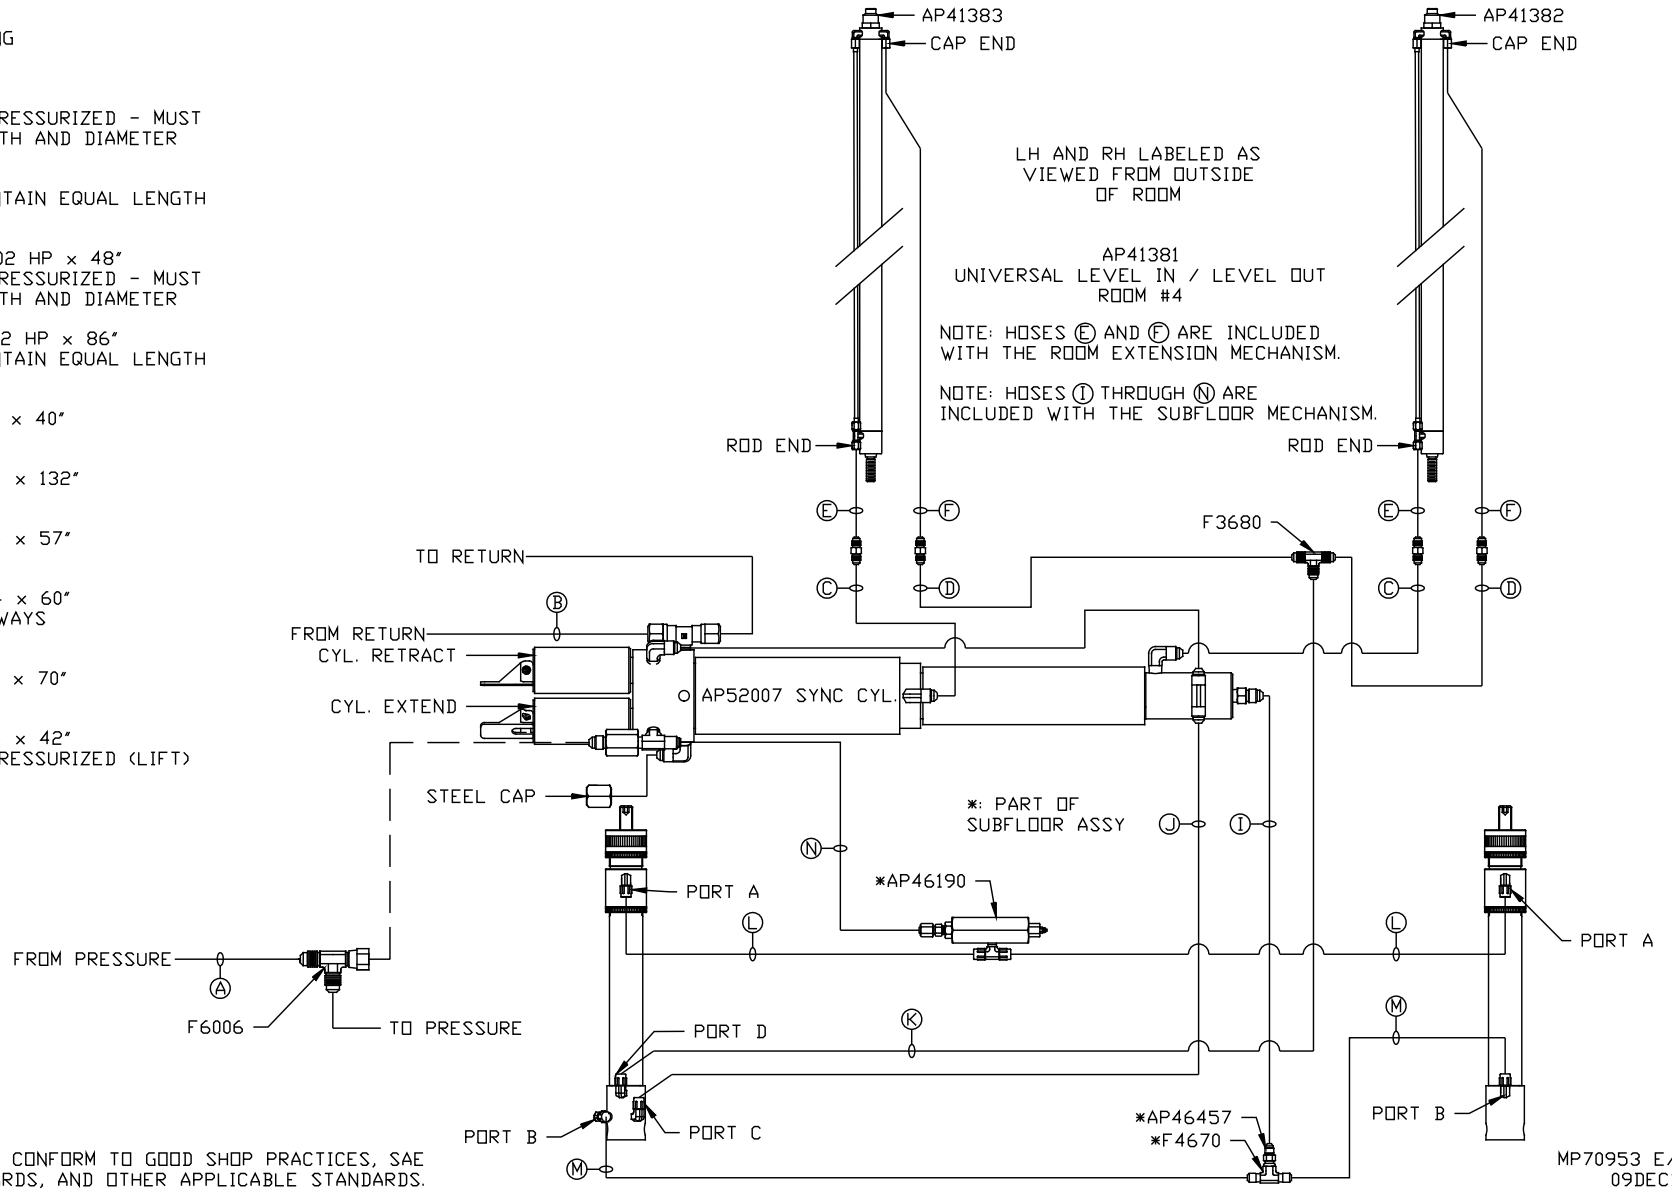 AP41383
CAP END
AP41382
CAP END
RESSURIZED - MUST
TH AND DIAMETER
TAIN EQUAL LENGTH
HP x 48"
RESSURIZED - MUST
TH AND DIAMETER
2 HP x 86"
TAIN EQUAL LENGTH
x 40"
x 132"
x 57"
x 60"
WAYS
x 70"
x 42"
RESSURIZED (LIFT)
LH AND RH LABELED AS
VIEWED FROM OUTSIDE
OF ROOM
AP41381
UNIVERSAL LEVEL IN / LEVEL OUT
ROOM #4
NOTE: HOSES E AND F ARE INCLUDED
WITH THE ROOM EXTENSION MECHANISM.
NOTE: HOSES I THROUGH N ARE
INCLUDED WITH THE SUBFLOOR MECHANISM.
ROD END
ROD END
E
F
F3680
E
F
TO RETURN
C
D
C
D
B
FROM RETURN
CYL. RETRACT
CYL. EXTEND
AP52007 SYNC CYL.
STEEL CAP
*: PART OF
SUBFLOOR ASSY
J
I
N
*AP46190
PORT A
L
L
PORT A
FROM PRESSURE
A
F6006
TO PRESSURE
PORT D
K
M
PORT B
PORT C
*AP46457
*F4670
PORT B
M
CONFORM TO GOOD SHOP PRACTICES, SAE
RDS, AND OTHER APPLICABLE STANDARDS.
MP70953 E/
09DEC